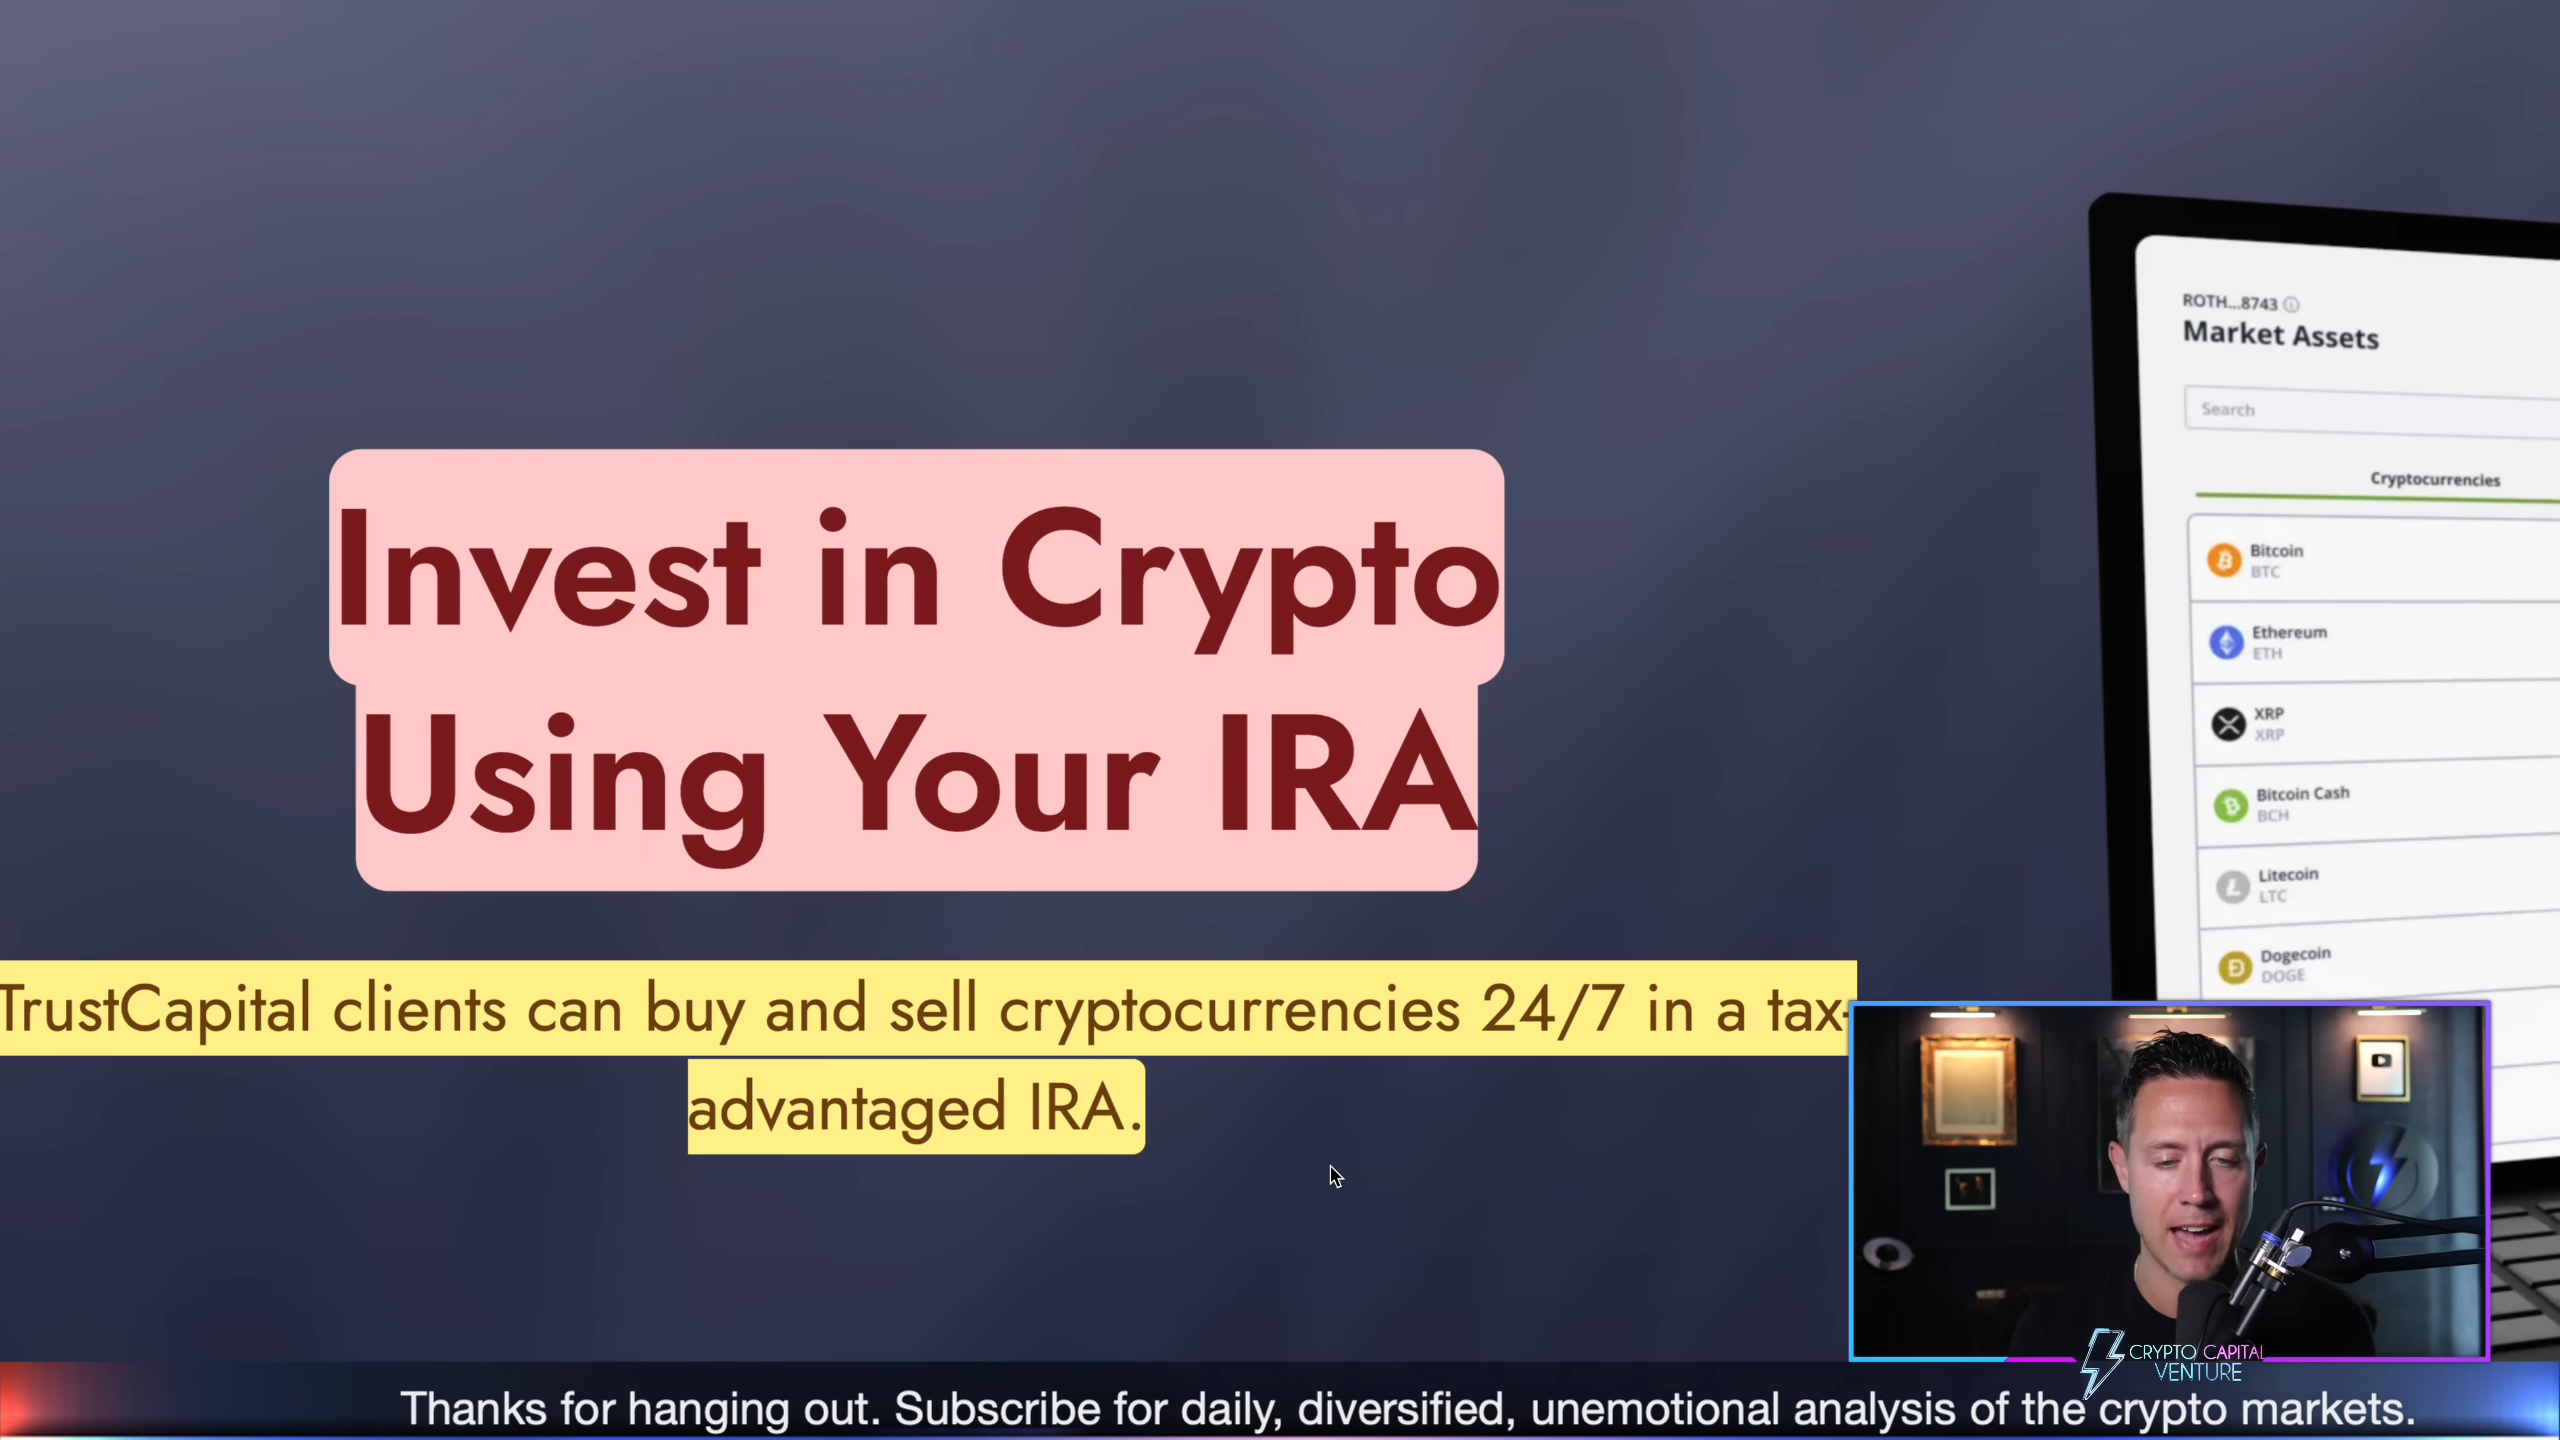 ROTH...8743
Market Assets
Search
Cryptocurrencies
Bitcoin
BTC
Ethereum
ETH
XRP
XRP
Bitcoin Cash
BCH
Litecoin
LTC
Dogecoin
DOGE
Invest in Crypto
Using Your IRA
TrustCapital clients can buy and sell cryptocurrencies 24/7 in a tax-
advantaged IRA.
CRYPTO CAPITAL
VENTURE
Thanks for hanging out. Subscribe for daily, diversified, unemotional analysis of the crypto markets.